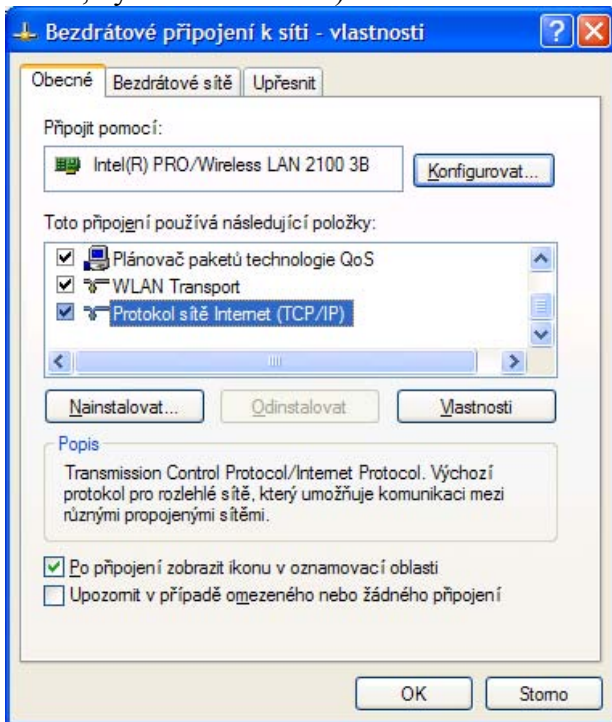 Bezdrátové připojení k síti - vlastnosti
Obecné Bezdrátové sítě Upřesnit
Připojit pomocí:
Intel(R) PRO/Wireless LAN 2100 3B Konfigurovat...
Toto připojení používá následující položky:
Plánovač paketů technologie QoS
WLAN Transport
Protokol sítě Internet (TCP/IP)
Nainstalovat... Odinstalovat Vlastnosti
Popis
Transmission Control Protocol/Internet Protocol. Výchozí
protokol pro rozlehlé sítě, který umožňuje komunikaci mezi
různými propojenými sítěmi.
Po připojení zobrazit ikonu v oznamovací oblasti
Upozornit v případě omezeného nebo žádného připojení
OK Storno